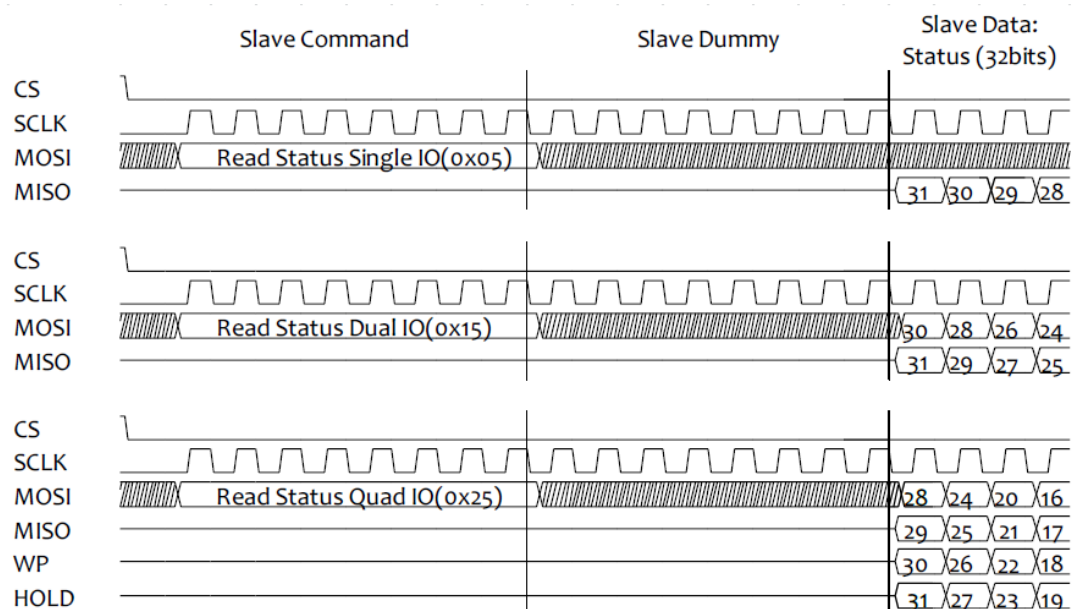 Slave Command Slave Dummy Slave Data:
Status (32bits)
CS
SCLK
MOSI Read Status Single IO(0x05)
MISO 31 30 29 28
CS
SCLK
MOSI Read Status Dual IO(0x15) 30 28 26 24
MISO 31 29 27 25
CS
SCLK
MOSI Read Status Quad IO(0x25) 28 24 20 16
MISO 29 25 21 17
WP 30 26 22 18
HOLD 31 27 23 19